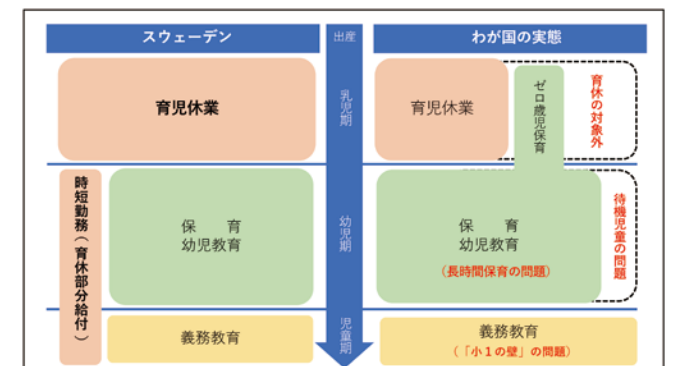 スウェーデン
出産
わが国の実態
育児休業
乳児期
育児休業
ゼロ歳児保育
育休の対象外
時短勤務(育休部分給付)
保 育
幼児教育
幼児期
保 育
幼児教育
(長時間保育の問題)
待機児童の問題
義務教育
児童期
義務教育
(「小1の壁」の問題)